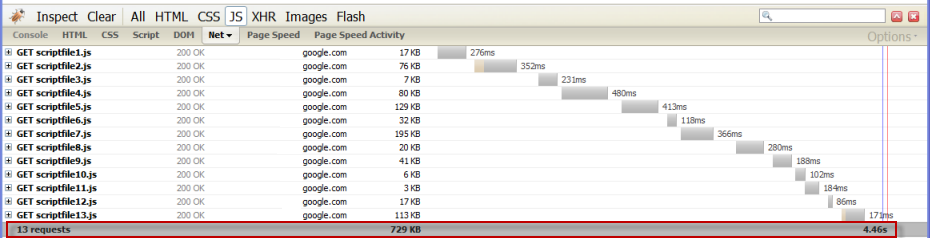 Inspect Clear All HTML CSS JS XHR Images Flash
Console HTML CSS Script DOM Net Page Speed Page Speed Activity Options
GET scriptfile1.js 200 OK google.com 17 KB 276ms
GET scriptfile2.js 200 OK google.com 76 KB 352ms
GET scriptfile3.js 200 OK google.com 7 KB 231ms
GET scriptfile4.js 200 OK google.com 80 KB 480ms
GET scriptfile5.js 200 OK google.com 129 KB 413ms
GET scriptfile6.js 200 OK google.com 32 KB 118ms
GET scriptfile7.js 200 OK google.com 195 KB 366ms
GET scriptfile8.js 200 OK google.com 20 KB 280ms
GET scriptfile9.js 200 OK google.com 41 KB 188ms
GET scriptfile10.js 200 OK google.com 6 KB 102ms
GET scriptfile11.js 200 OK google.com 3 KB 184ms
GET scriptfile12.js 200 OK google.com 17 KB 86ms
GET scriptfile13.js 200 OK google.com 113 KB 171ms
13 requests 729 KB 4.46s